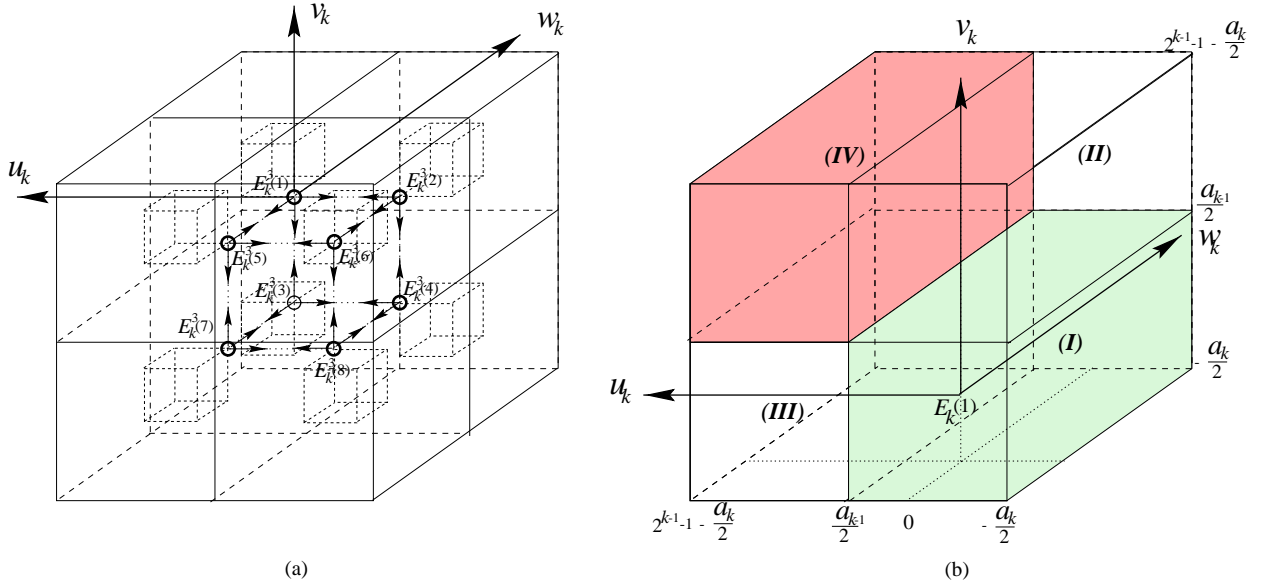 v_k
w_k
u_k
E_k^3(1)
E_k^3(2)
E_k^3(5)
E_k^3(6)
E_k^3(3)
E_k^3(4)
E_k^3(7)
E_k^3(8)
(a)
v_k
2^{k-1}-1 - a_k/2
(IV)
(II)
a_{k-1}/2
w_k
(I)
- a_k/2
u_k
(III)
E_k(1)
2^{k-1}-1 - a_k/2
a_{k-1}/2
0
- a_k/2
(b)